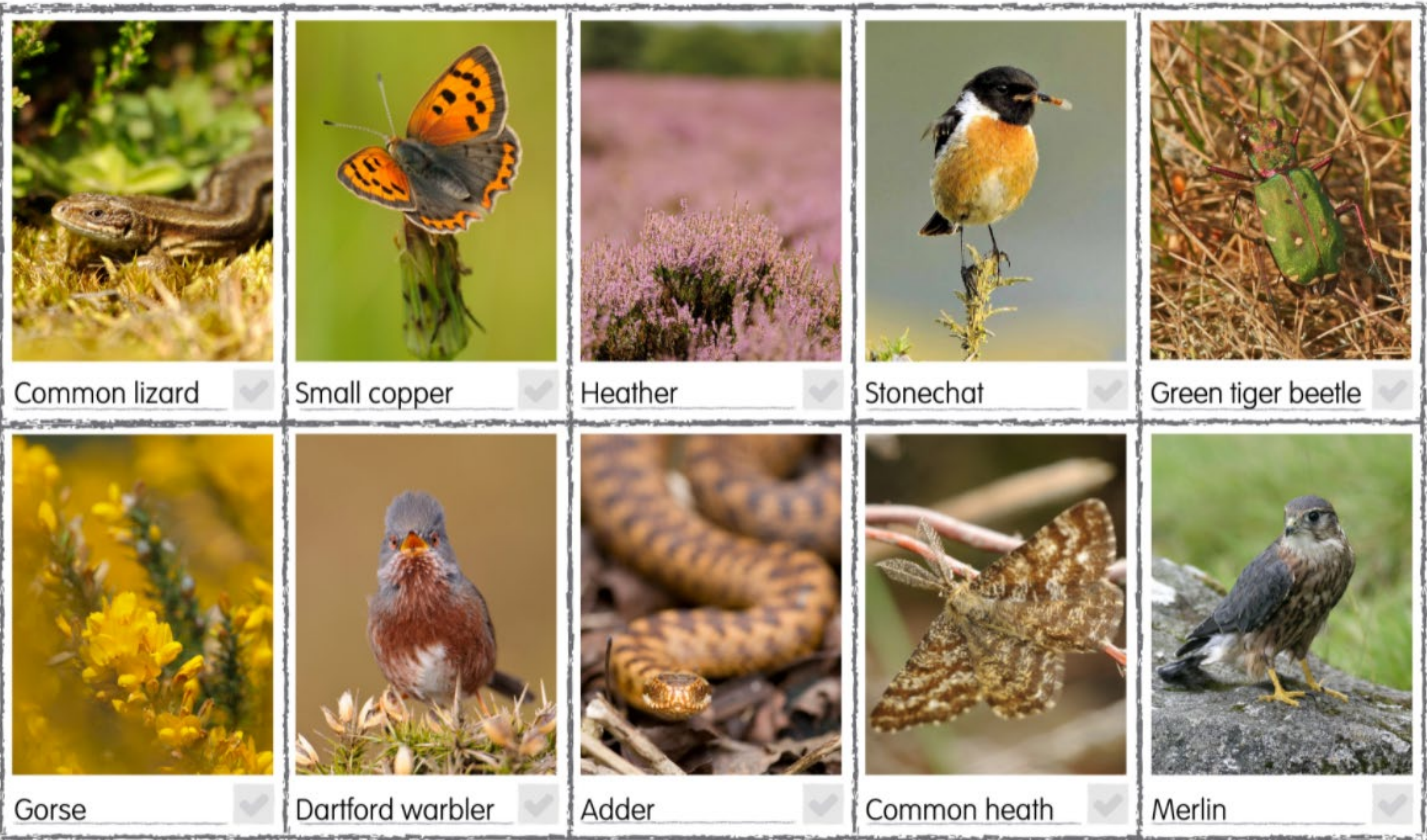 Common lizard
Small copper
Heather
Stonechat
Green tiger beetle
Gorse
Dartford warbler
Adder
Common heath
Merlin